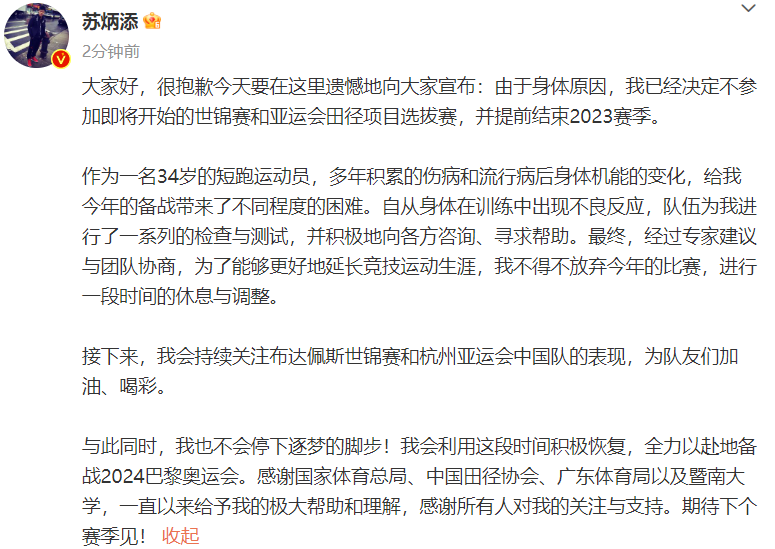 苏炳添
2分钟前
大家好，很抱歉今天要在这里遗憾地向大家宣布：由于身体原因，我已经决定不参
加即将开始的世锦赛和亚运会田径项目选拔赛，并提前结束2023赛季。
作为一名34岁的短跑运动员，多年积累的伤病和流行病后身体机能的变化，给我
今年的备战带来了不同程度的困难。自从身体在训练中出现不良反应，队伍为我进
行了一系列的检查与测试，并积极地向各方咨询、寻求帮助。最终，经过专家建议
与团队协商，为了能够更好地延长竞技运动生涯，我不得不放弃今年的比赛，进行
一段时间的休息与调整。
接下来，我会持续关注布达佩斯世锦赛和杭州亚运会中国队的表现，为队友们加
油、喝彩。
与此同时，我也不会停下逐梦的脚步！我会利用这段时间积极恢复，全力以赴地备
战2024巴黎奥运会。感谢国家体育总局、中国田径协会、广东体育局以及暨南大
学，一直以来给予我的极大帮助和理解，感谢所有人对我的关注与支持。期待下个
赛季见！ 收起